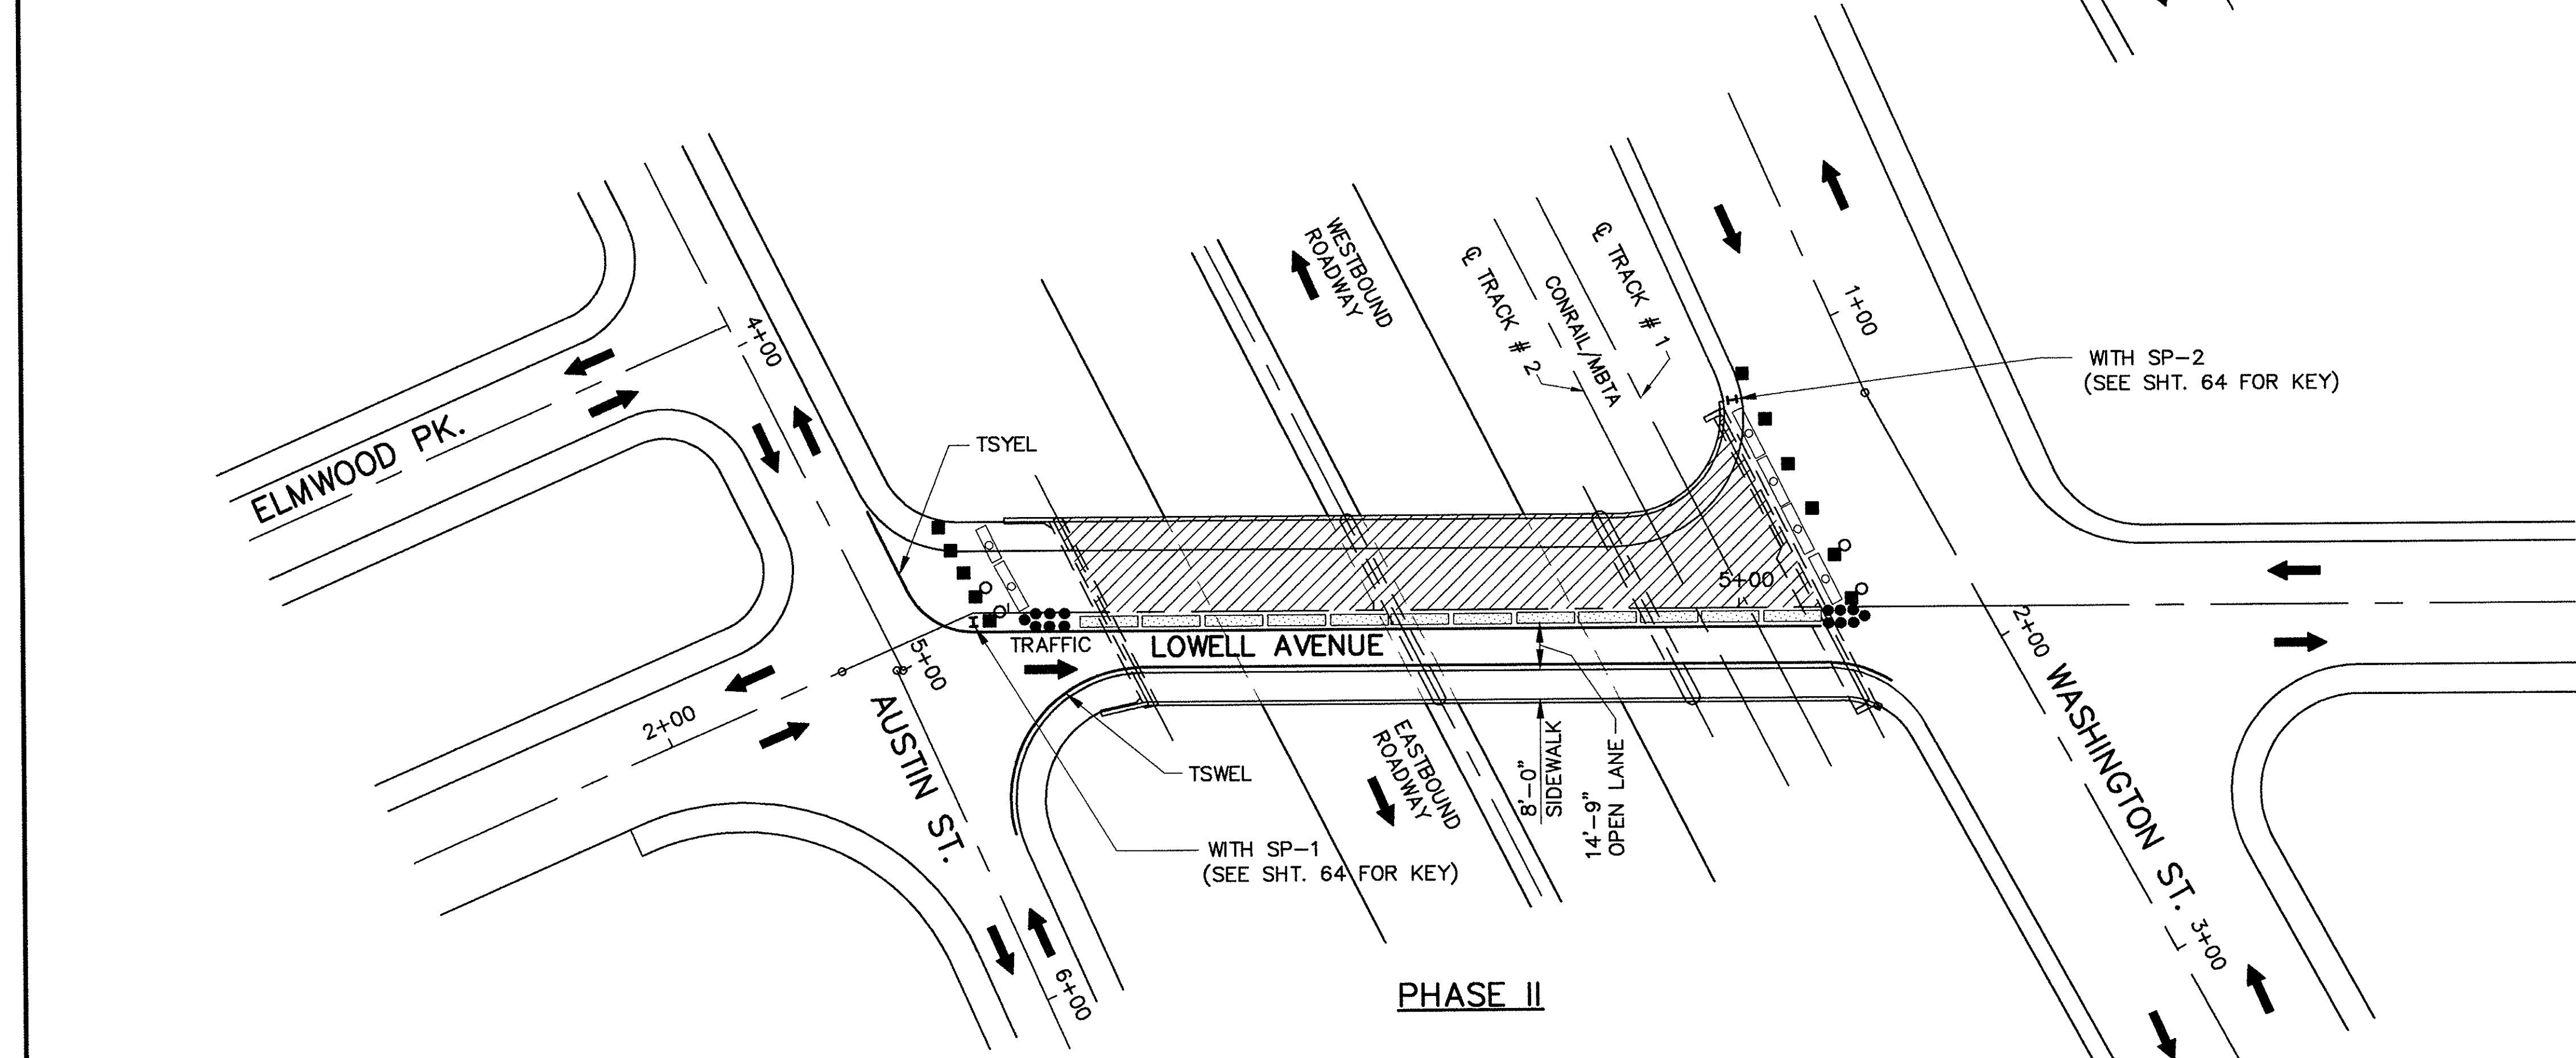 WESTBOUND
ROADWAY
℄ TRACK # 2
CONRAIL/MBTA
℄ TRACK # 1
1+00
4+00
WITH SP-2
(SEE SHT. 64 FOR KEY)
ELMWOOD PK.
TSYEL
5+00
TRAFFIC
LOWELL AVENUE
5+00
2+00
2+00
AUSTIN ST.
WASHINGTON ST.
TSWEL
EASTBOUND
ROADWAY
8'-0"
SIDEWALK
14'-9"
OPEN LANE
WITH SP-1
(SEE SHT. 64 FOR KEY)
3+00
6+00
PHASE II